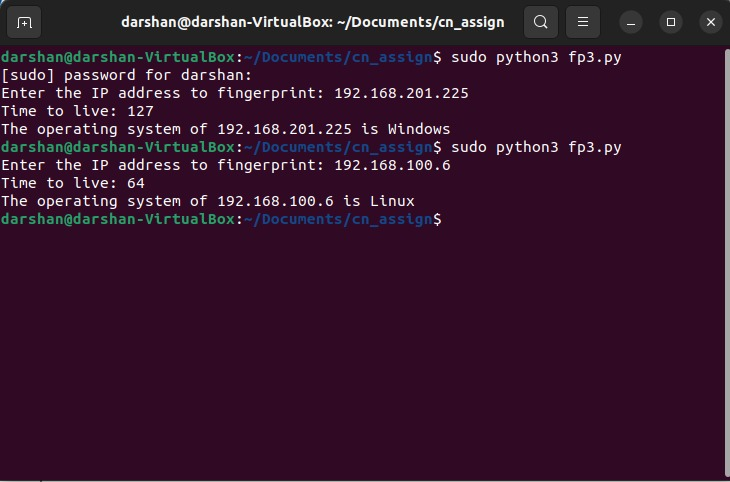 darshan@darshan-VirtualBox: ~/Documents/cn_assign
darshan@darshan-VirtualBox:~/Documents/cn_assign$ sudo python3 fp3.py
[sudo] password for darshan:
Enter the IP address to fingerprint: 192.168.201.225
Time to live: 127
The operating system of 192.168.201.225 is Windows
darshan@darshan-VirtualBox:~/Documents/cn_assign$ sudo python3 fp3.py
Enter the IP address to fingerprint: 192.168.100.6
Time to live: 64
The operating system of 192.168.100.6 is Linux
darshan@darshan-VirtualBox:~/Documents/cn_assign$